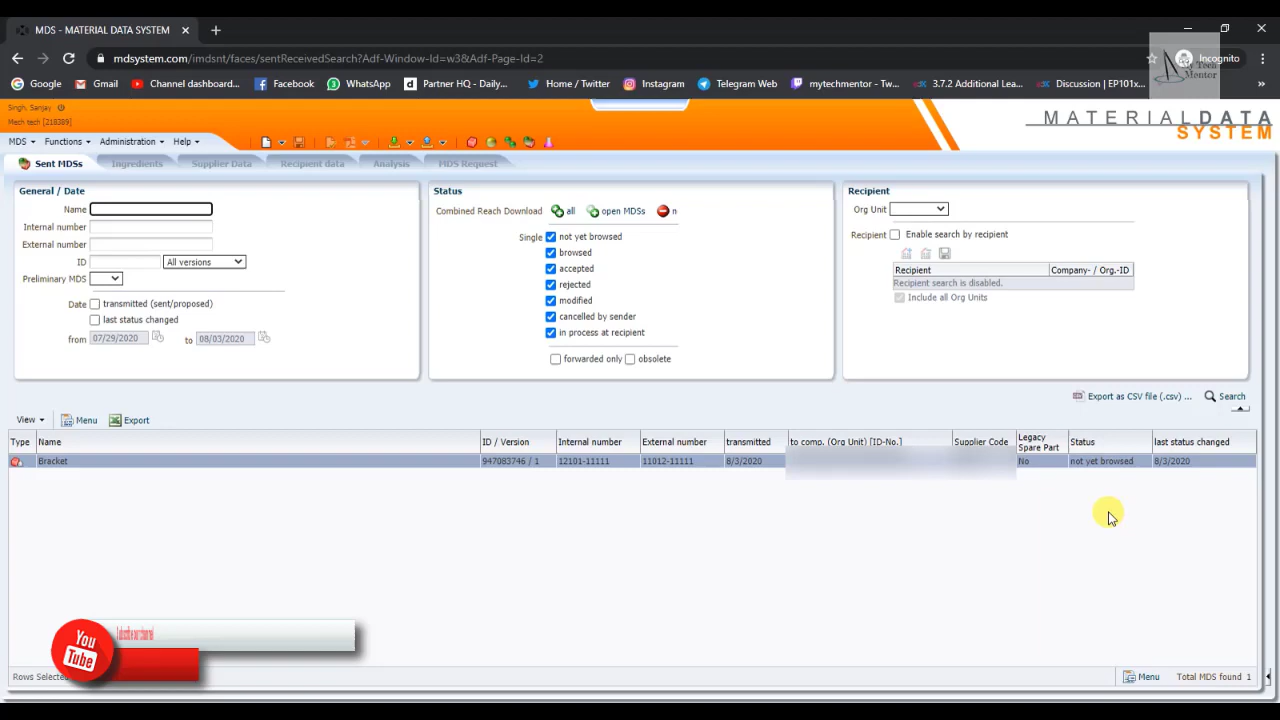 MDS - MATERIAL DATA SYSTEM
mdsystem.com/imdsnt/faces/sentReceivedSearch?Adf-Window-Id=w3&Adf-Page-Id=2
Incognito
My Tech Mentor
Google Gmail Channel dashboard... Facebook WhatsApp Partner HQ - Daily... Home / Twitter Instagram Telegram Web mytechmentor - Tw... 3.7.2 Additional Lea... Discussion | EP101x... »
Singh, Sanjay
Mech tech [218389]
MATERIALDATA
SYSTEM
MDS Functions Administration Help
Sent MDSs Ingredients Supplier Data Recipient data Analysis MDS Request
General / Date
Name
Internal number
External number
ID All versions
Preliminary MDS
Date transmitted (sent/proposed)
last status changed
from 07/29/2020 to 08/03/2020
Status
Combined Reach Download all open MDSs n
Single not yet browsed
browsed
accepted
rejected
modified
cancelled by sender
in process at recipient
forwarded only obsolete
Recipient
Org Unit
Recipient Enable search by recipient
Recipient Company- / Org.-ID
Recipient search is disabled.
Include all Org Units
Export as CSV file (.csv) ... Search
View Menu Export
Type Name ID / Version Internal number External number transmitted to comp. (Org Unit) [ID-No.] Supplier Code Legacy Spare Part Status last status changed
Bracket 947083746 / 1 12101-11111 11012-11111 8/3/2020 No not yet browsed 8/3/2020
You
Tube
Rows Selected Menu Total MDS found 1